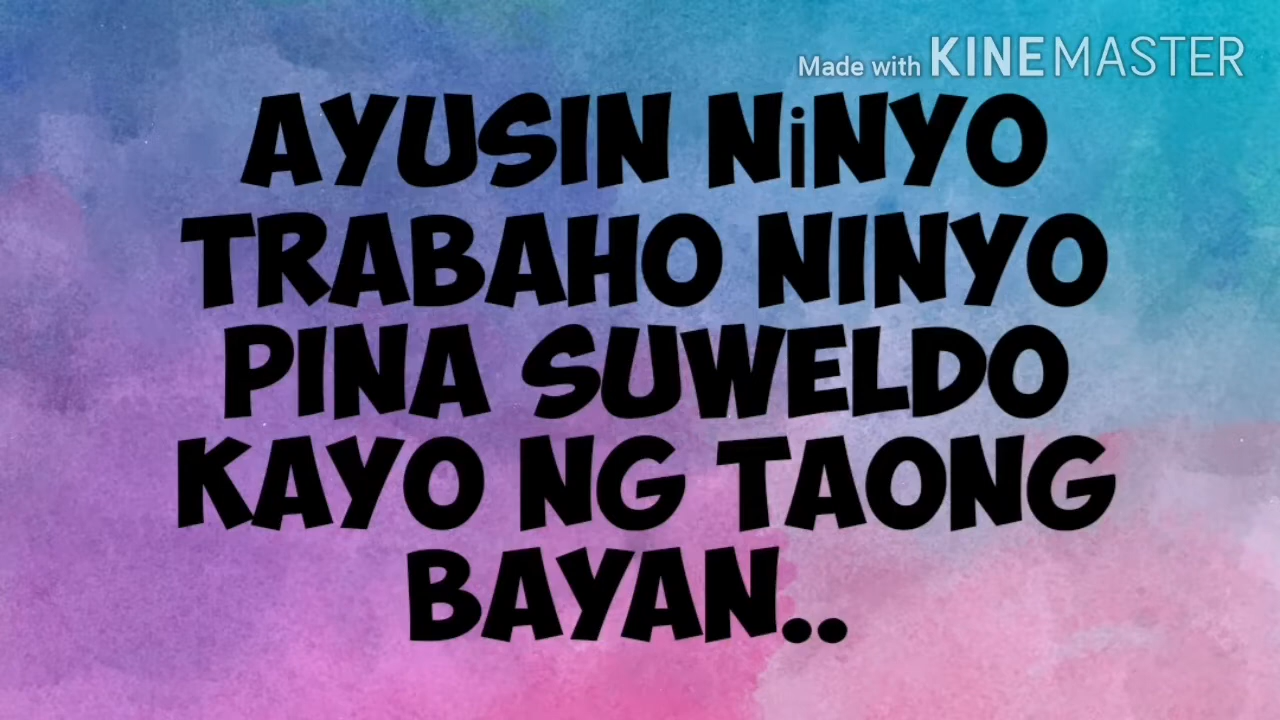 Made with KINEMASTER
AYUSIN NiNYO
TRABAHO NINYO
PINA SUWELDO
KAYO NG TAONG
BAYAN..